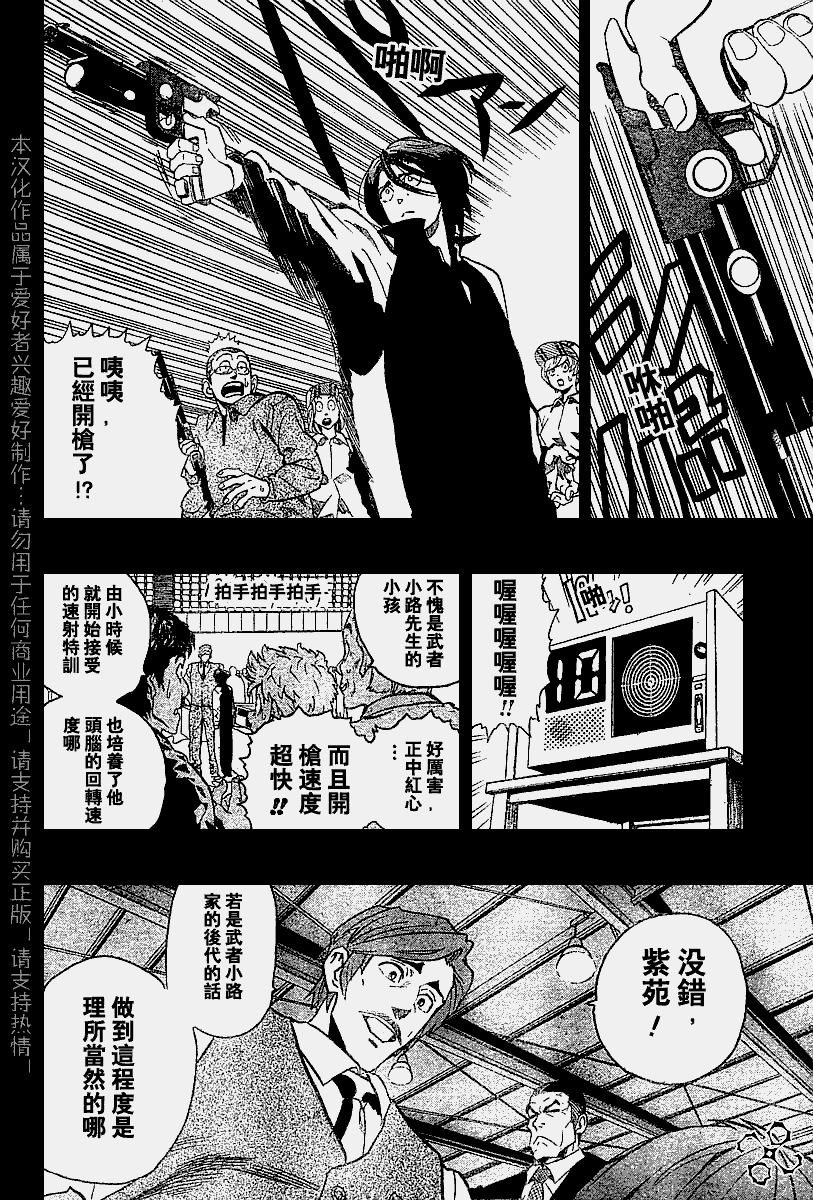 咻啪
啪啊
パァン
咦咦，
已經開槍了!?
喔喔喔喔喔!!
10
不愧是武者
小路先生的
小孩
拍手拍手拍手
好厲害，
正中紅心
…
而且開
槍速度
超快!!
由小時候
就開始接受
的速射特訓
也培養了他
頭腦的回轉速
度哪
没錯，
紫苑！
若是武者小路
家的後代的話
做到這程度是
理所當然的哪
本汉化作品属于爱好者兴趣爱好制作…请勿用于任何商业用途！请支持并购买正版！请支持热情！